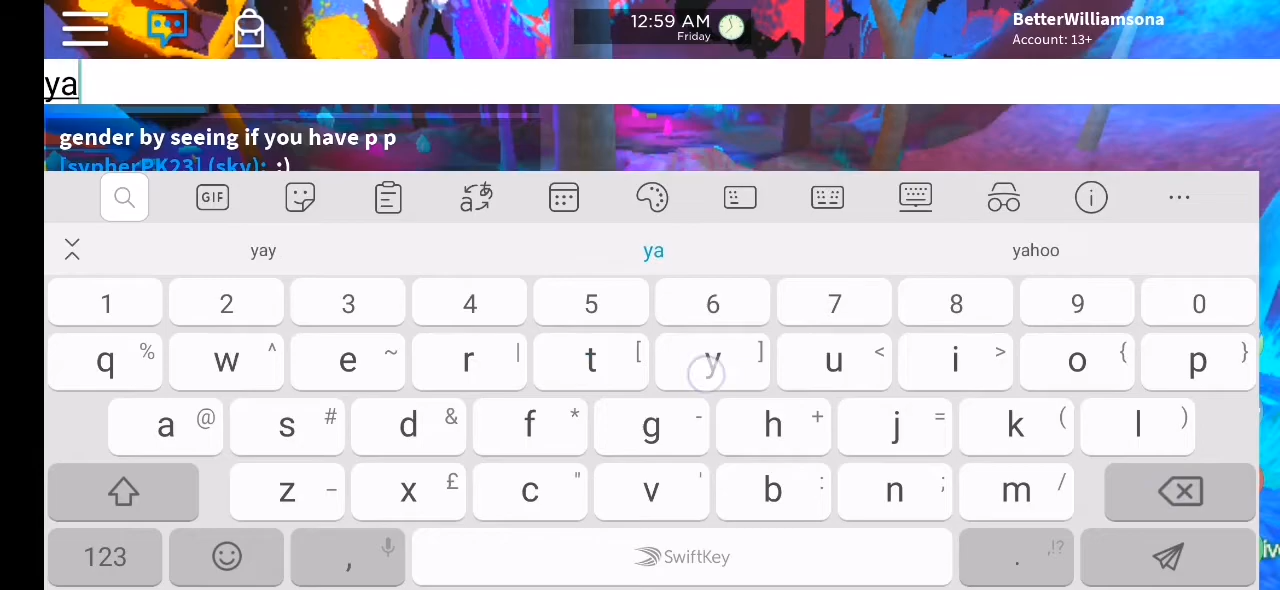 12:59 AM
Friday
BetterWilliamsona
Account: 13+
ya
gender by seeing if you have p p
[sypherPK23] (sky): :)
GIF
yay ya yahoo
1 2 3 4 5 6 7 8 9 0
q % w ^ e ~ r | t [ y ] u < i > o { p }
a @ s # d & f * g - h + j = k ( l )
z _ x £ c " v ' b : n ; m /
123 , SwiftKey . ,!?